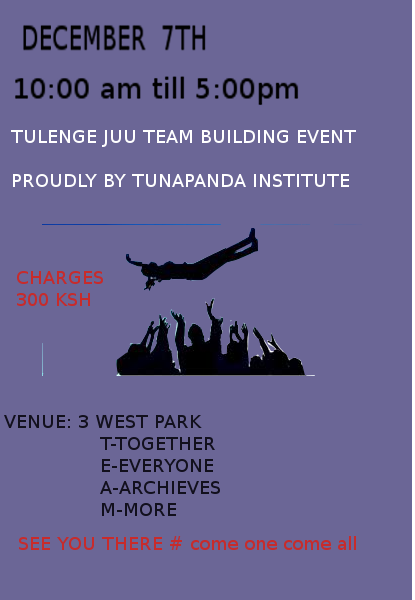 DECEMBER 7TH
10:00 am till 5:00pm
TULENGE JUU TEAM BUILDING EVENT
PROUDLY BY TUNAPANDA INSTITUTE
CHARGES
300 KSH
VENUE: 3 WEST PARK
T-TOGETHER
E-EVERYONE
A-ARCHIEVES
M-MORE
SEE YOU THERE # come one come all